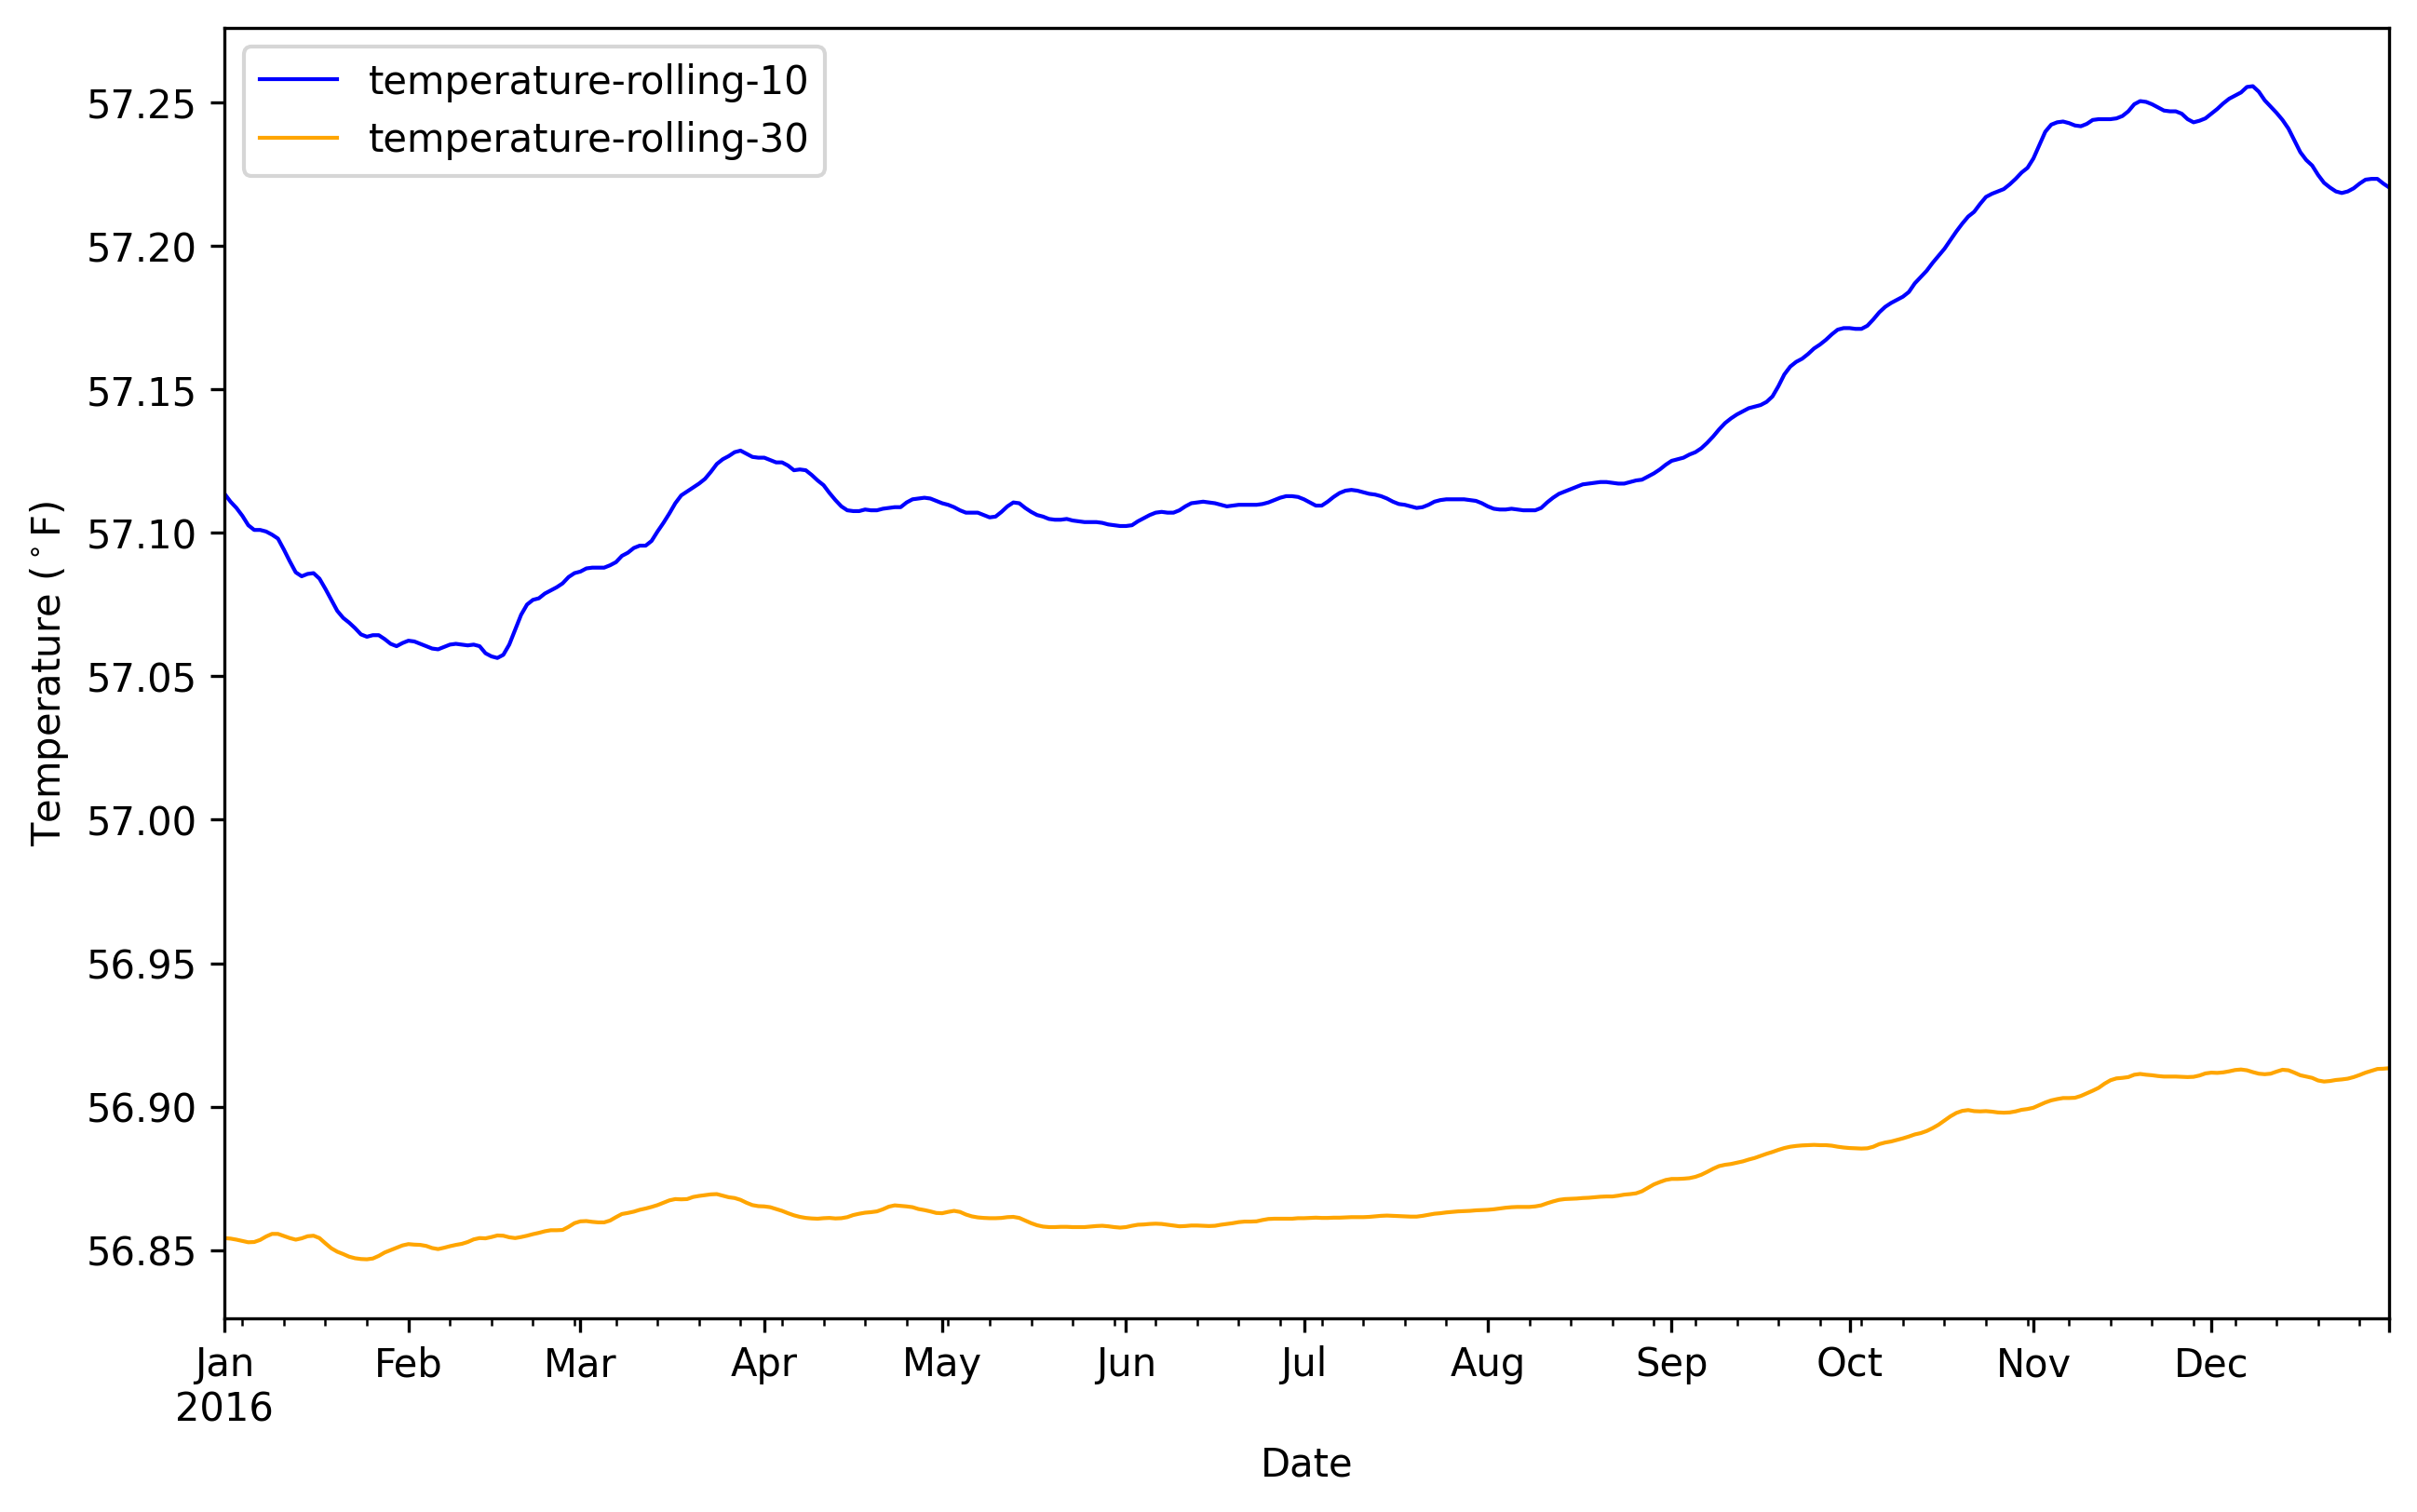 temperature-rolling-10
temperature-rolling-30
57.25
57.20
57.15
57.10
57.05
57.00
56.95
56.90
56.85
Temperature (°F)
Jan Feb Mar Apr May Jun Jul Aug Sep Oct Nov Dec
2016
Date